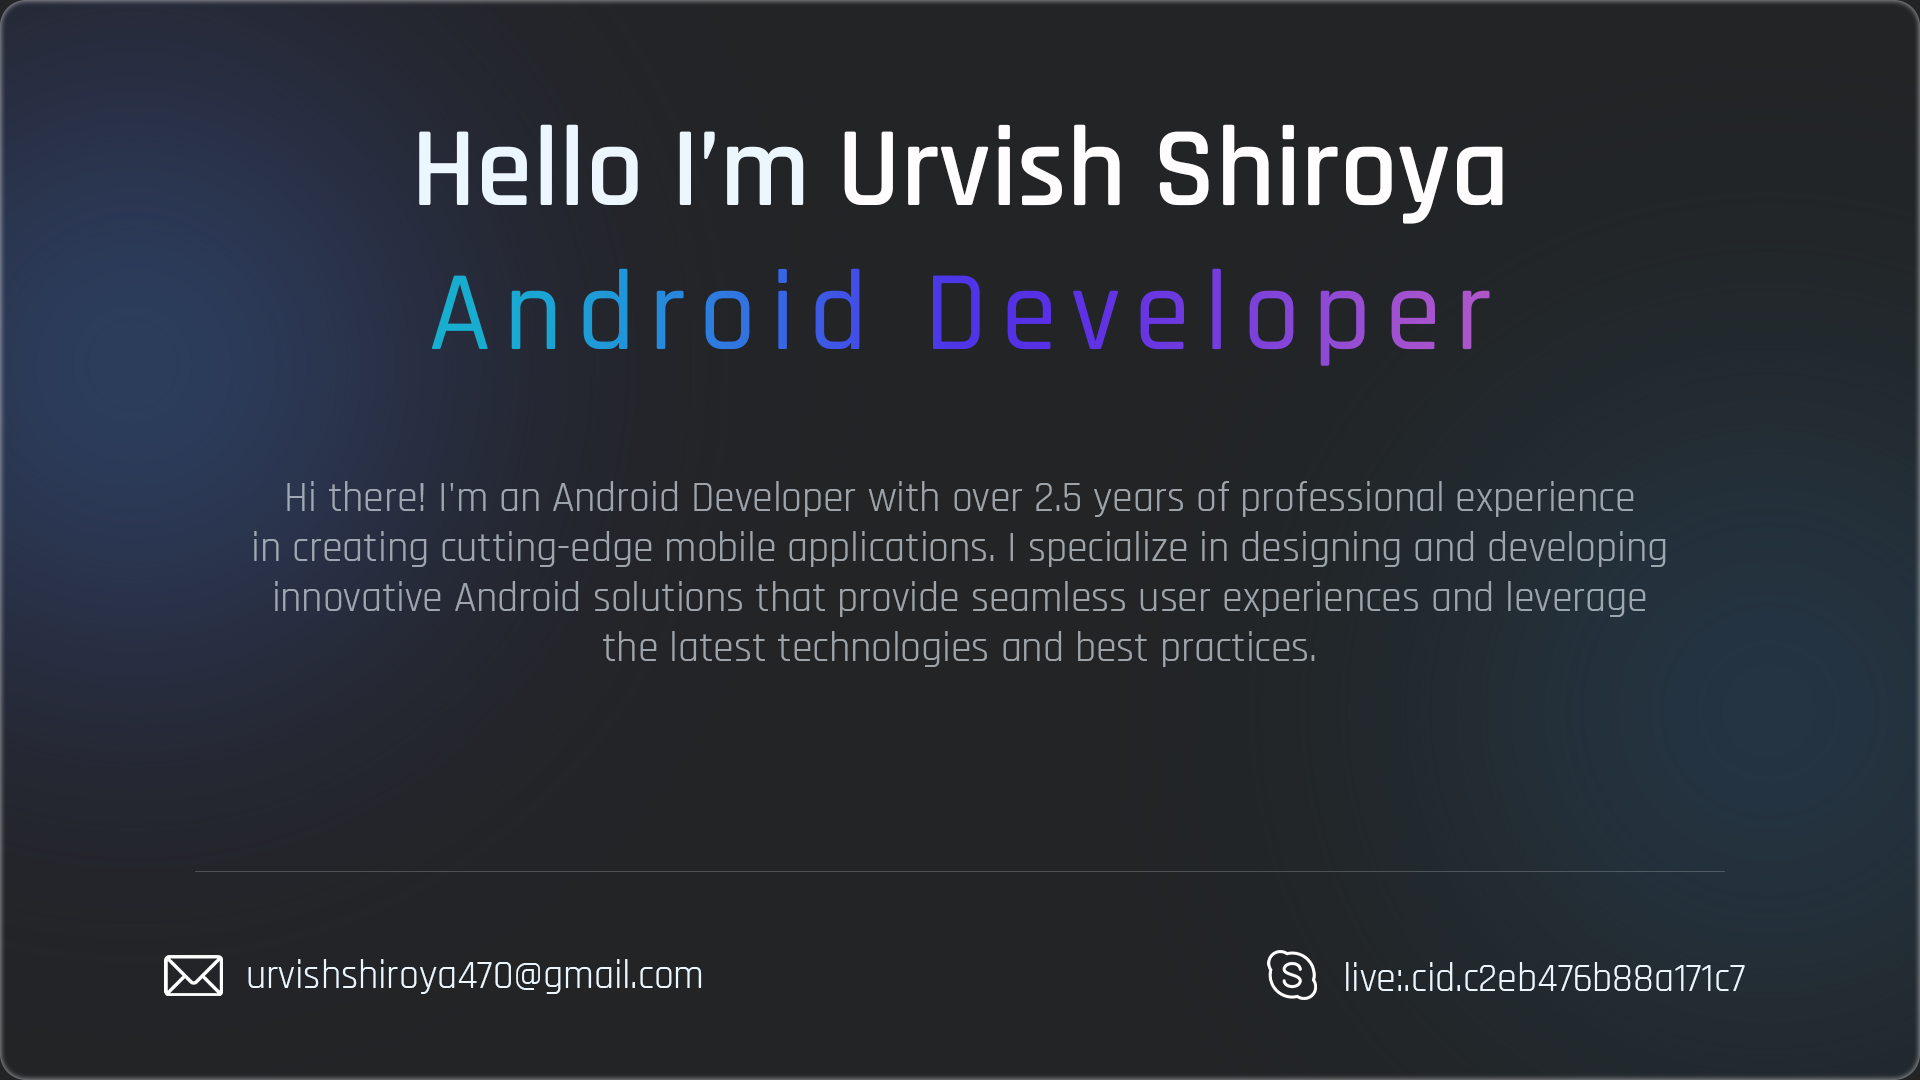 Hello I’m Urvish Shiroya
Android Developer
Hi there! I'm an Android Developer with over 2.5 years of professional experience
in creating cutting-edge mobile applications. I specialize in designing and developing
innovative Android solutions that provide seamless user experiences and leverage
the latest technologies and best practices.
urvishshiroya470@gmail.com
live:.cid.c2eb476b88a171c7